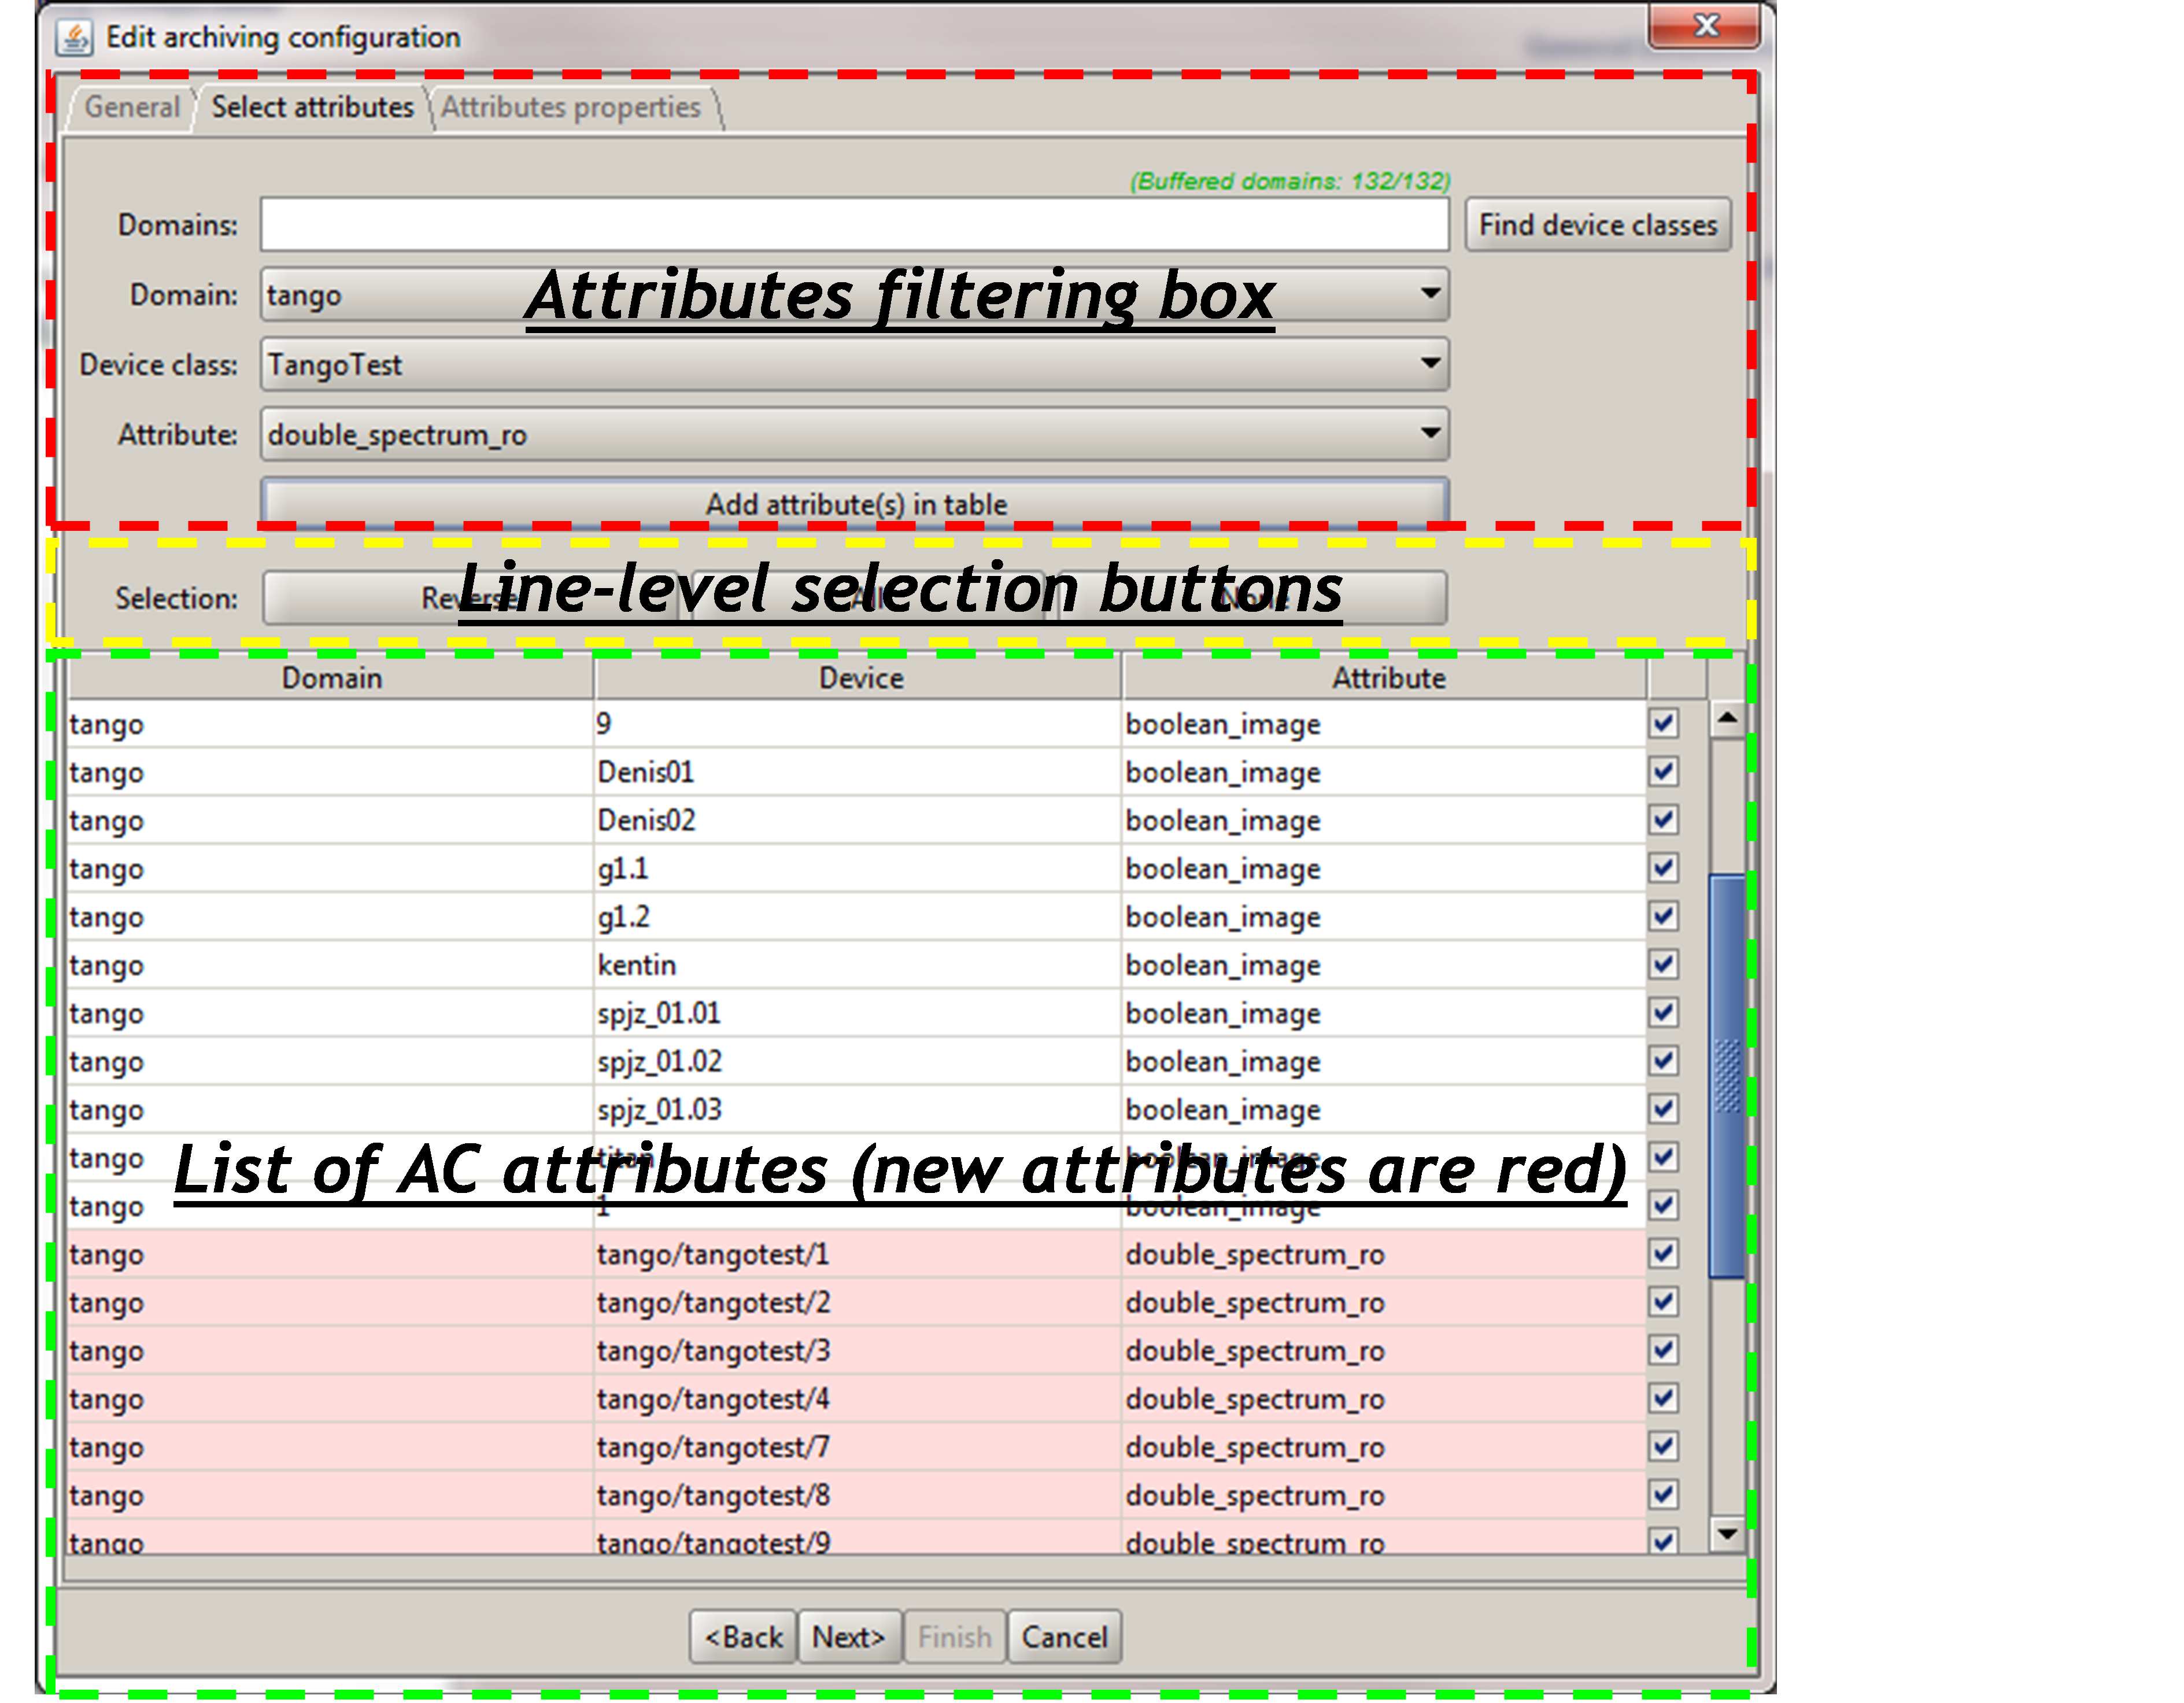 Edit archiving configuration
General Select attributes Attributes properties
(Buffered domains: 132/132)
Domains: Find device classes
Domain: tango
Attributes filtering box
Device class: TangoTest
Attribute: double_spectrum_ro
Add attribute(s) in table
Selection: Reverse All None
Line-level selection buttons
Domain Device Attribute
tango 9 boolean_image
tango Denis01 boolean_image
tango Denis02 boolean_image
tango g1.1 boolean_image
tango g1.2 boolean_image
tango kentin boolean_image
tango spjz_01.01 boolean_image
tango spjz_01.02 boolean_image
tango spjz_01.03 boolean_image
tango titan boolean_image
List of AC attributes (new attributes are red)
tango 1 boolean_image
tango tango/tangotest/1 double_spectrum_ro
tango tango/tangotest/2 double_spectrum_ro
tango tango/tangotest/3 double_spectrum_ro
tango tango/tangotest/4 double_spectrum_ro
tango tango/tangotest/7 double_spectrum_ro
tango tango/tangotest/8 double_spectrum_ro
tango tango/tangotest/9 double_spectrum_ro
<Back Next> Finish Cancel